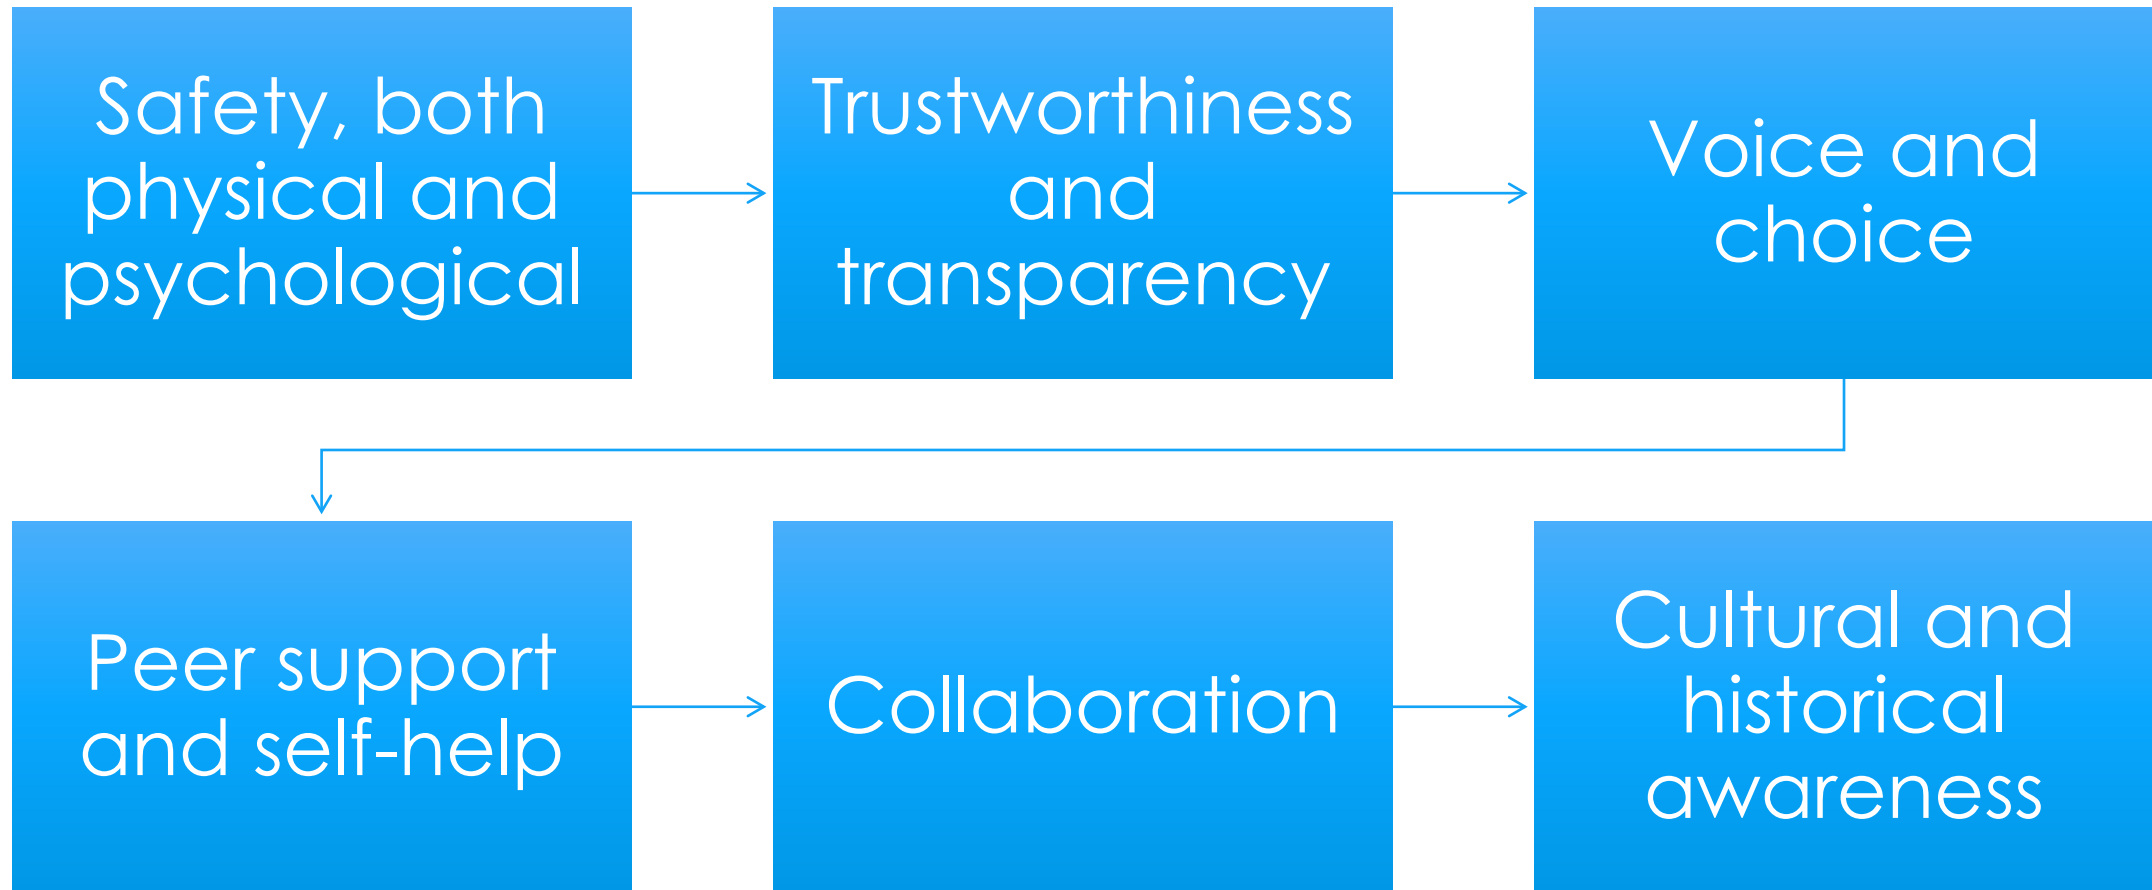 Safety, both
physical and
psychological
Trustworthiness
and
transparency
Voice and
choice
Peer support
and self-help
Collaboration
Cultural and
historical
awareness